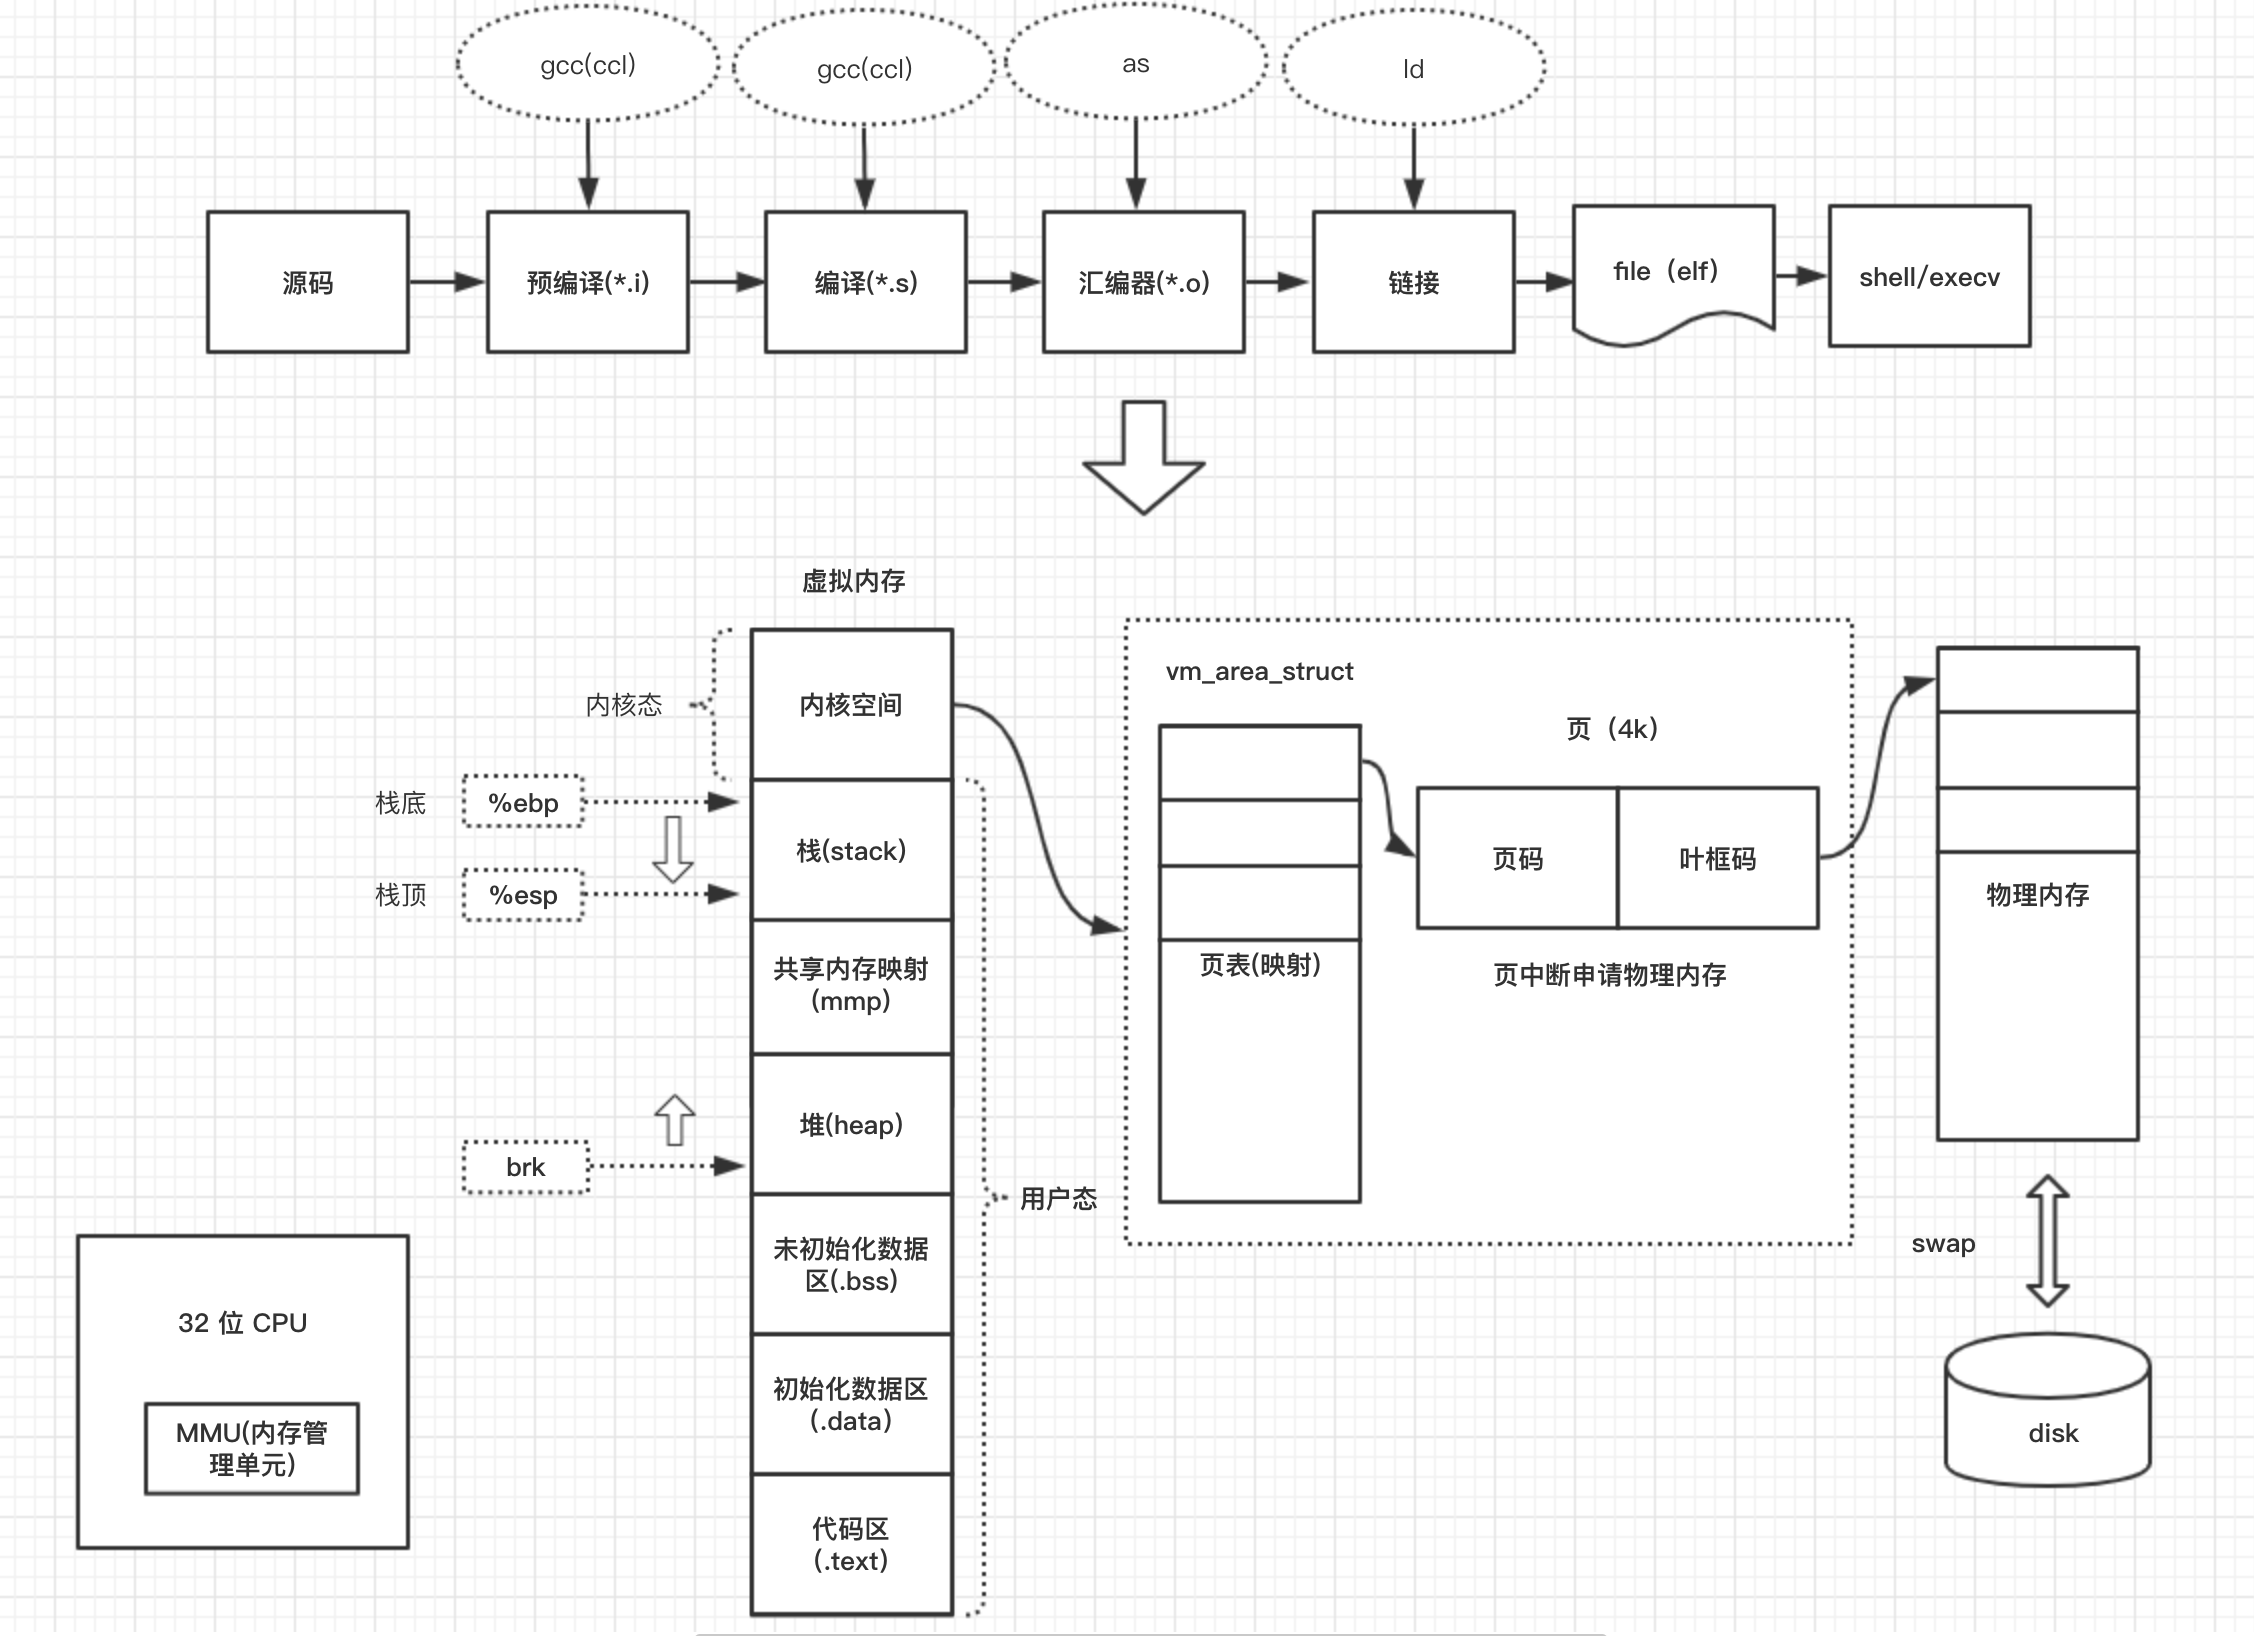 gcc(ccl)
gcc(ccl)
as
ld
源码
预编译(*.i)
编译(*.s)
汇编器(*.o)
链接
file（elf）
shell/execv
虚拟内存
内核态
内核空间
栈底
%ebp
栈(stack)
栈顶
%esp
共享内存映射
(mmp)
堆(heap)
brk
未初始化数据
区(.bss)
初始化数据区
(.data)
代码区
(.text)
用户态
32 位 CPU
MMU(内存管
理单元)
vm_area_struct
页表(映射)
页（4k）
页码
叶框码
页中断申请物理内存
物理内存
swap
disk